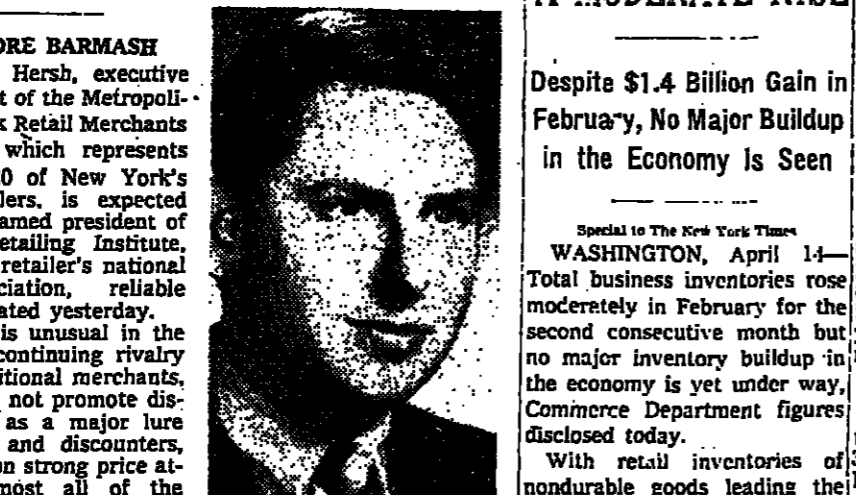 ORE BARMASH
Hersh, executive
t of the Metropoli-
k Retail Merchants
which represents
0 of New York's
lers, is expected
amed president of
etailing Institute,
retailer's national
ciation, reliable
ated yesterday.
is unusual in the
continuing rivalry
itional merchants,
not promote dis-
as a major lure
and discounters,
on strong price at-
most all of the
Despite $1.4 Billion Gain in
February, No Major Buildup
in the Economy Is Seen
Special to The New York Times
WASHINGTON, April 14—
Total business inventories rose
moderately in February for the
second consecutive month but
no major inventory buildup in
the economy is yet under way,
Commerce Department figures
disclosed today.
With retail inventories of
nondurable goods leading the